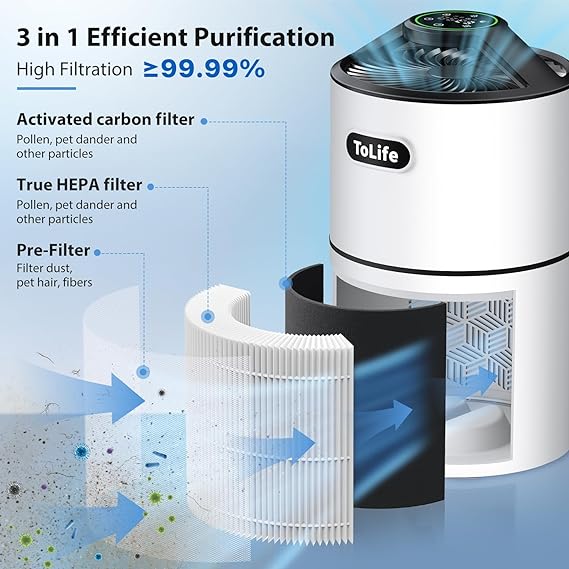 3 in 1 Efficient Purification
High Filtration ≥99.99%
Activated carbon filter
Pollen, pet dander and
other particles
True HEPA filter
Pollen, pet dander and
other particles
Pre-Filter
Filter dust,
pet hair, fibers
ToLife